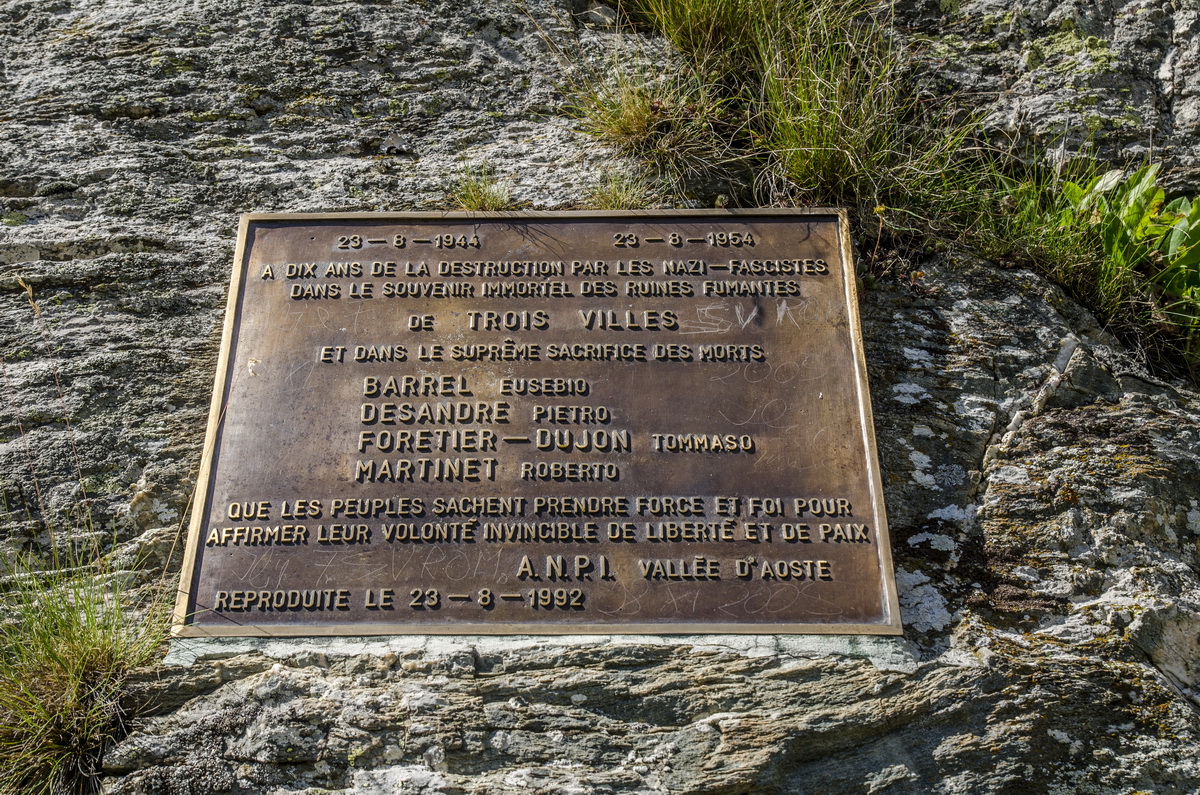 23-8-1944 23-8-1954
A DIX ANS DE LA DESTRUCTION PAR LES NAZI-FASCISTES
DANS LE SOUVENIR IMMORTEL DES RUINES FUMANTES
DE TROIS VILLES
ET DANS LE SUPRÊME SACRIFICE DES MORTS
BARREL EUSEBIO
DESANDRE PIETRO
FORETIER-DUJON TOMMASO
MARTINET ROBERTO
QUE LES PEUPLES SACHENT PRENDRE FORCE ET FOI POUR
AFFIRMER LEUR VOLONTÉ INVINCIBLE DE LIBERTÉ ET DE PAIX
A.N.P.I. VALLÉE D'AOSTE
REPRODUITE LE 23-8-1992